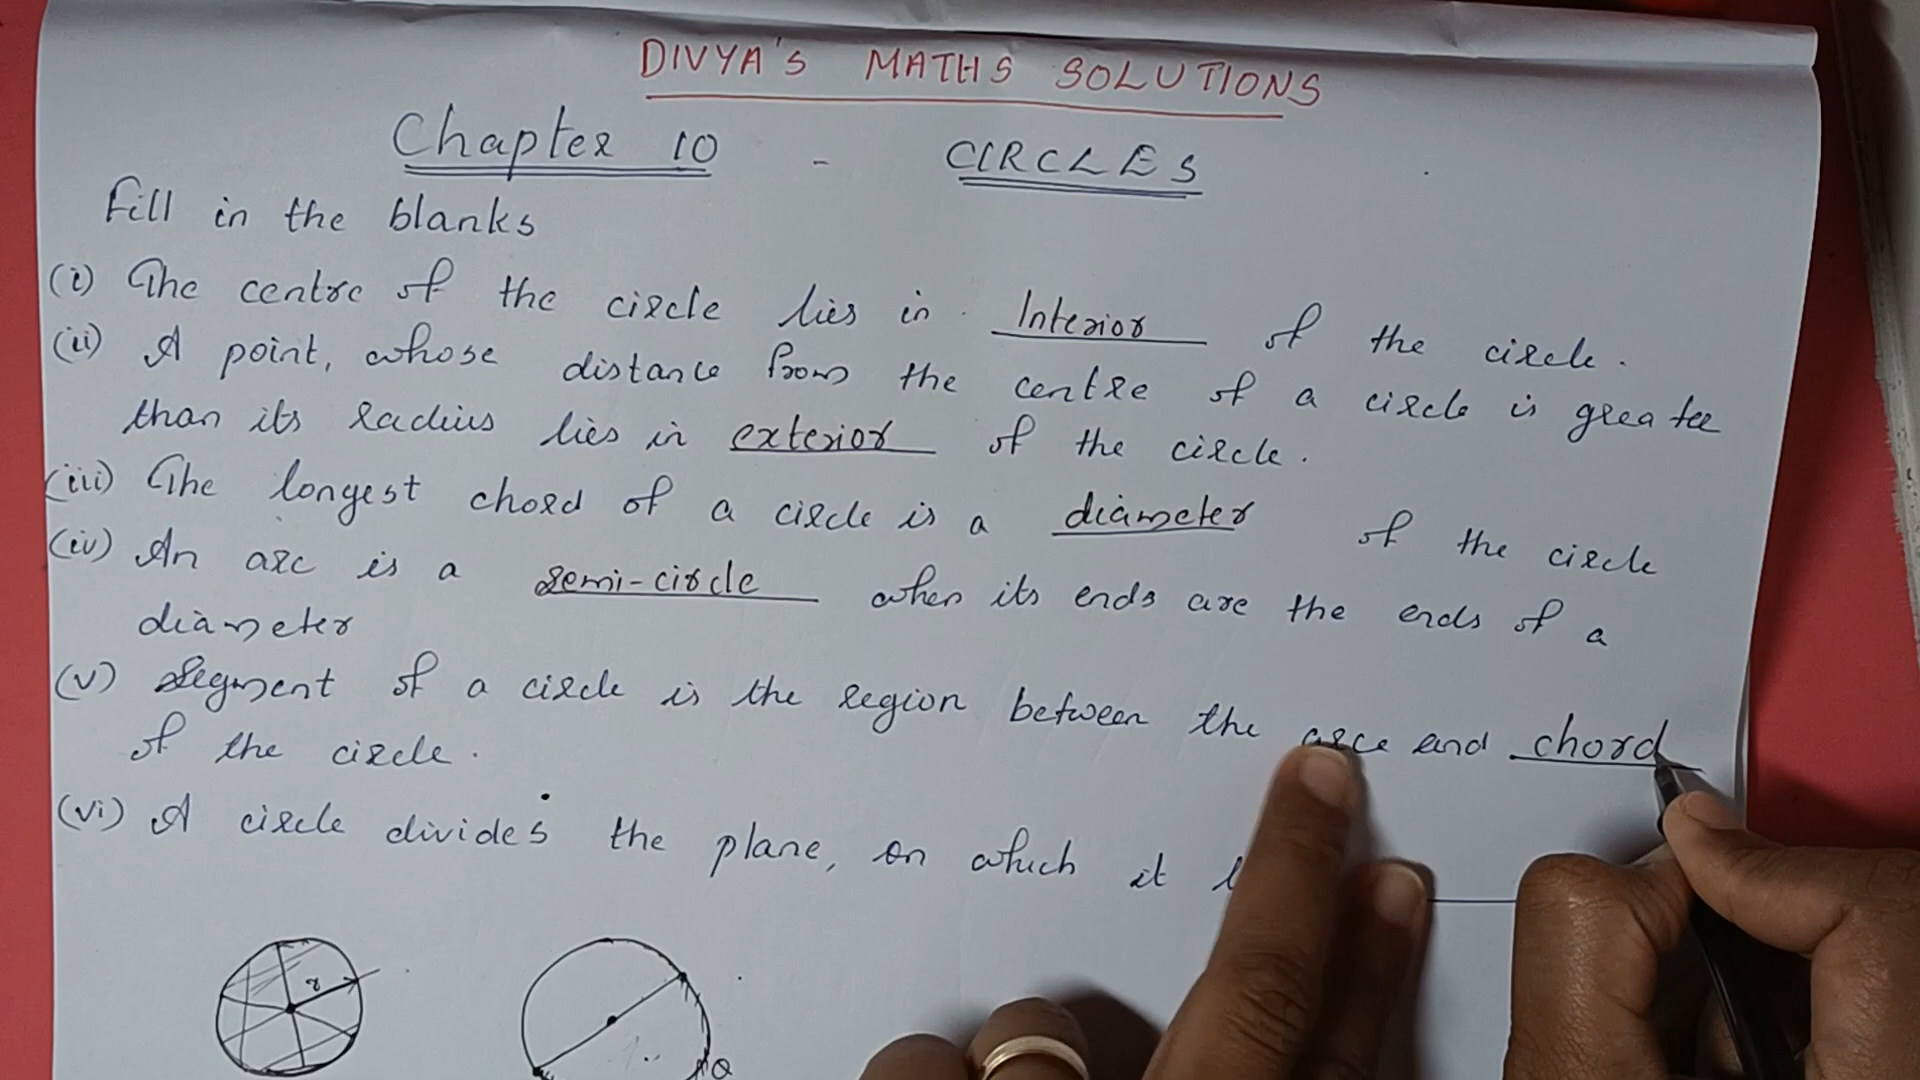 DIVYA'S MATHS SOLUTIONS
Chapter 10 - CIRCLES
Fill in the blanks
(i) The centre of the circle lies in Interior of the circle.
(ii) A point, whose distance from the centre of a circle is greater
than its radius lies in exterior of the circle.
(iii) The longest chord of a circle is a diameter of the circle
(iv) An arc is a semi-circle when its ends are the ends of a
diameter
(v) Segment of a circle is the region between the and chord
of the circle.
(vi) A circle divides the plane, on which it
r
Q